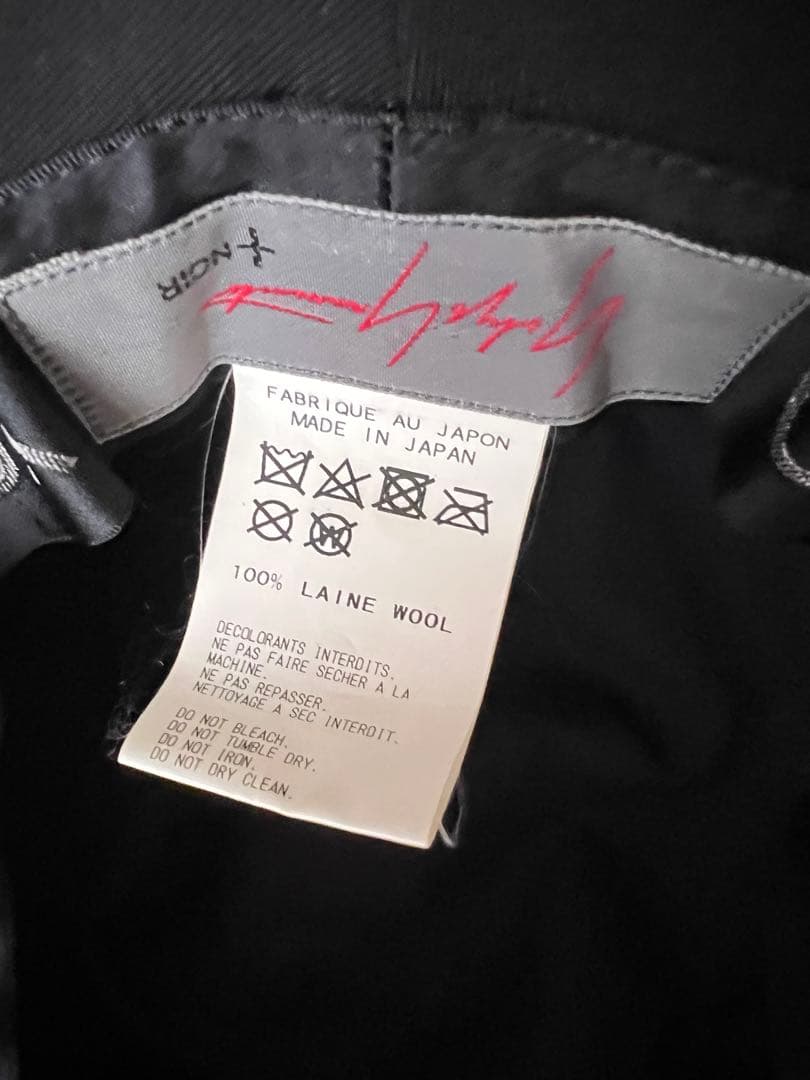 Yohji Yamamoto
+ NOIR
FABRIQUE AU JAPON
MADE IN JAPAN
W
100% LAINE WOOL
DECOLORANTS INTERDITS.
NE PAS FAIRE SECHER A LA
MACHINE.
NE PAS REPASSER.
NETTOYAGE A SEC INTERDIT.
DO NOT BLEACH.
DO NOT TUMBLE DRY.
DO NOT IRON.
DO NOT DRY CLEAN.